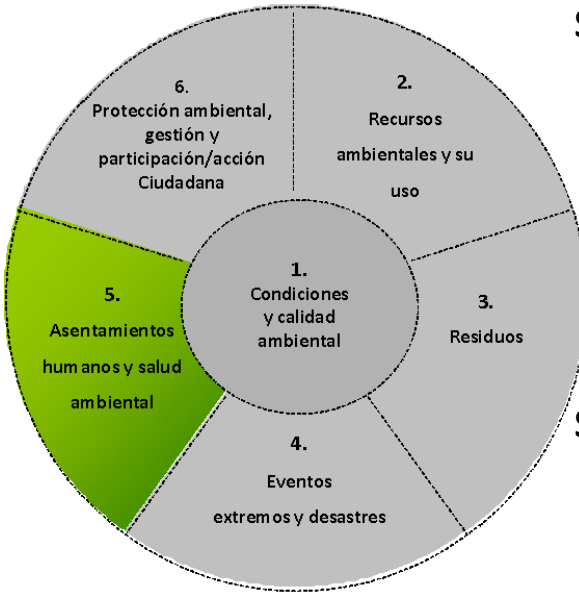 S
6.
Protección ambiental,
gestión y
participación/acción
Ciudadana
2.
Recursos
ambientales y su
uso
1.
Condiciones
y calidad
ambiental
3.
Residuos
5.
Asentamientos
humanos y salud
ambiental
S
4.
Eventos
extremos y desastres